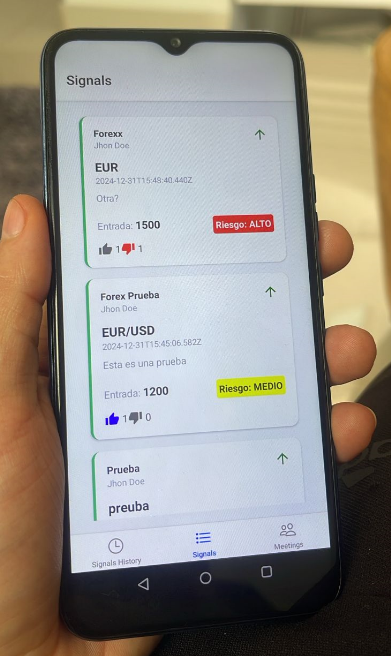 Signals
Forexx
Jhon Doe
EUR
2024-12-31T15:48:40.440Z
Otra?
Entrada: 1500
Riesgo: ALTO
1 1
Forex Prueba
Jhon Doe
EUR/USD
2024-12-31T15:45:06.582Z
Esta es una prueba
Entrada: 1200
Riesgo: MEDIO
1 0
Prueba
Jhon Doe
preuba
Signals History
Signals
Meetings